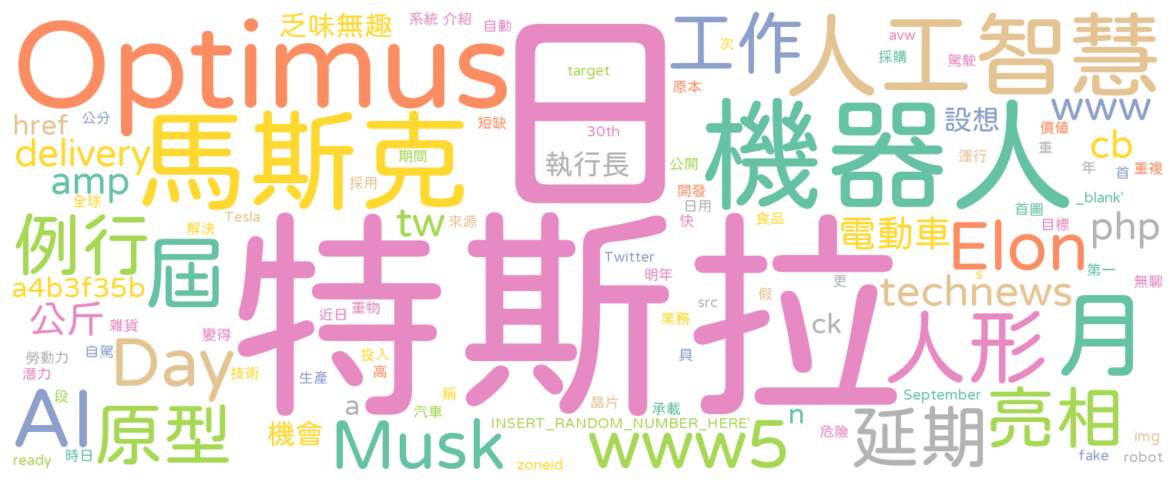 Optimus
乏味無趣
系統 介紹
自動
日
target
30th
執行長
工作
次
原本
人工智慧
avw
採購
駕駛
href
公分
短缺
馬斯克
delivery
amp
期間
採用
全球
機器人
設想
www
價值
cb
重
運行
年
首
重複
_blank'
公開
開發
日用
快
食品
首圖
目標
例行
屆
解決
Tesla
tw
來源
a4b3f35b
特斯拉
Twitter
明年
電動車
Elon
php
第一
無聊
s
technews
更
假
src
ck
業務
具
公斤
雜貨
變得
近日
重物
勞動力
自駕
潛力
Day
技術
投入
高
生產
稱
汽車
a
晶片
承載
人形
月
September
AI
段
原型
機會
Musk
INSERT_RANDOM_NUMBER_HERE'
www5
n
危險
延期
亮相
img
fake
robot
ready
時日
zoneid